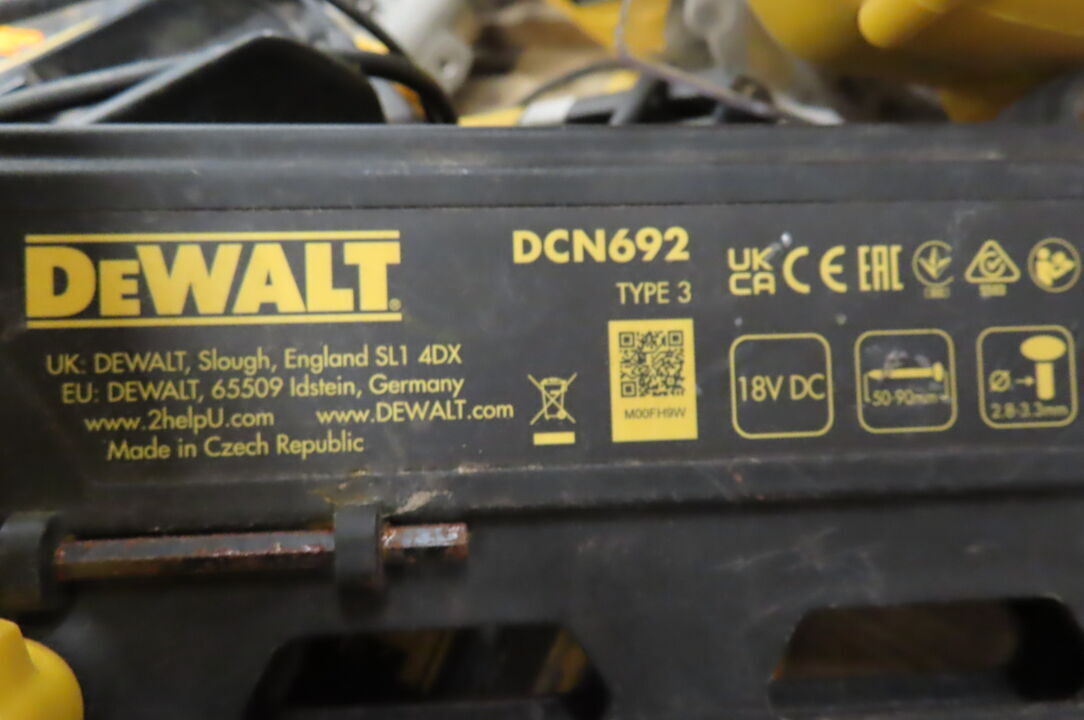 DEWALT®
UK: DEWALT, Slough, England SL1 4DX
EU: DEWALT, 65509 Idstein, Germany
www.2helpU.com www.DEWALT.com
Made in Czech Republic
DCN692
TYPE 3
M00FH9W
UK CA CE EAC
18V DC
50-90mm
Ø
2.8-3.3mm